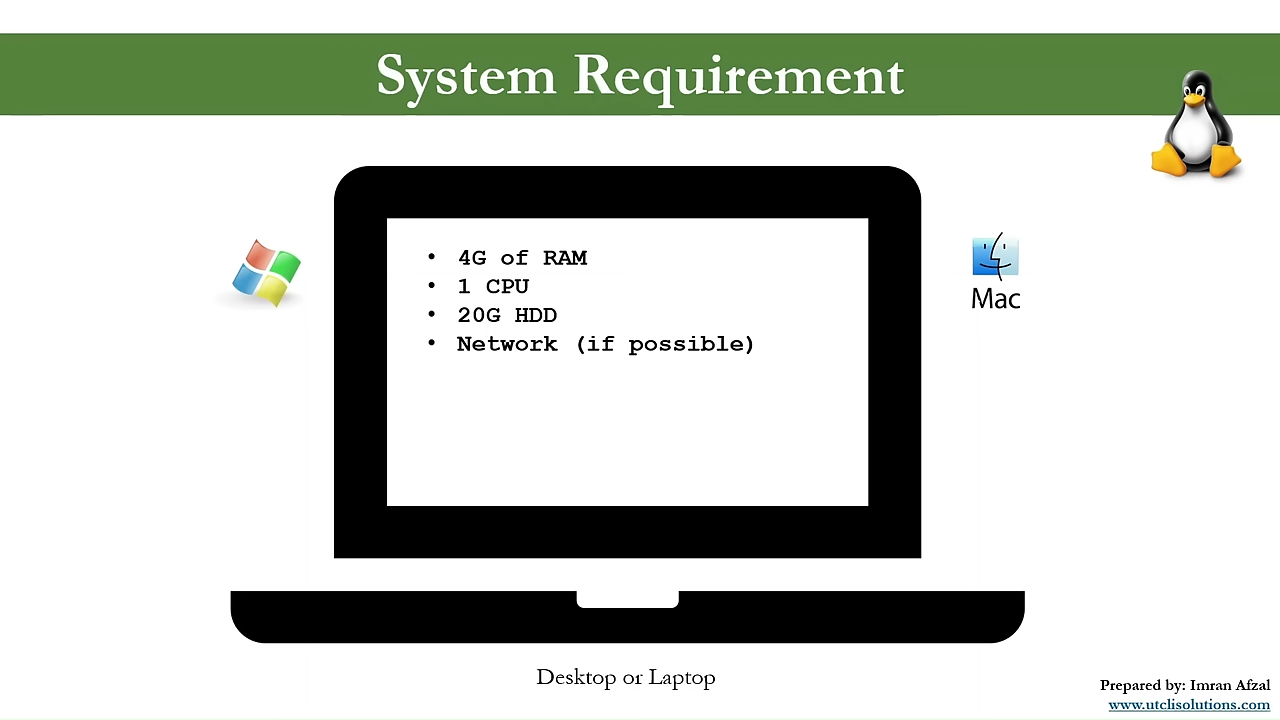 System Requirement
• 4G of RAM
• 1 CPU
• 20G HDD
• Network (if possible)
Mac
Desktop or Laptop
Prepared by: Imran Afzal
www.utclisolutions.com